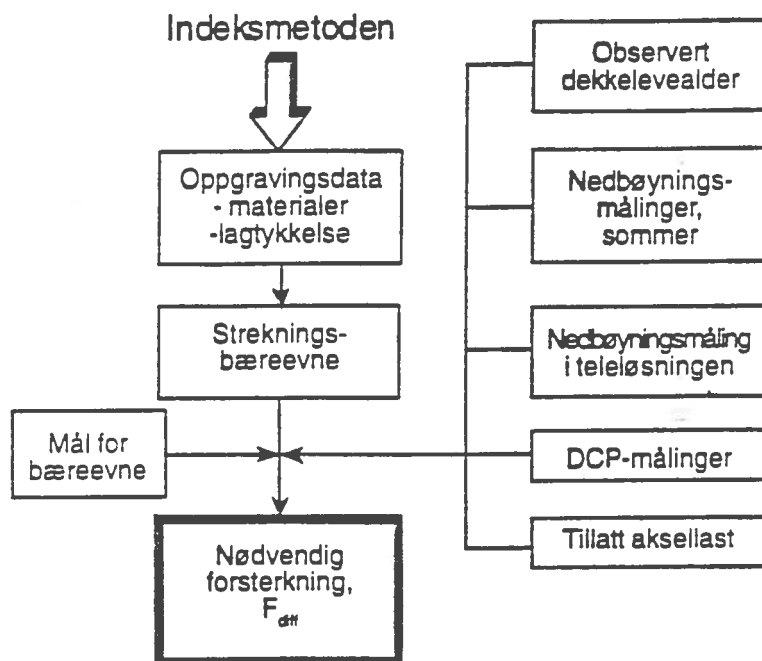 Indeksmetoden
Oppgravingsdata
- materialer
-lagtykkelse
Streknings-
bæreevne
Mål for
bæreevne
Nødvendig
forsterkning,
F diff
Observert
dekkelevealder
Nedbøynings-
målinger,
sommer
Nedbøyningsmåling
i teleløsningen
DCP-målinger
Tillatt aksellast